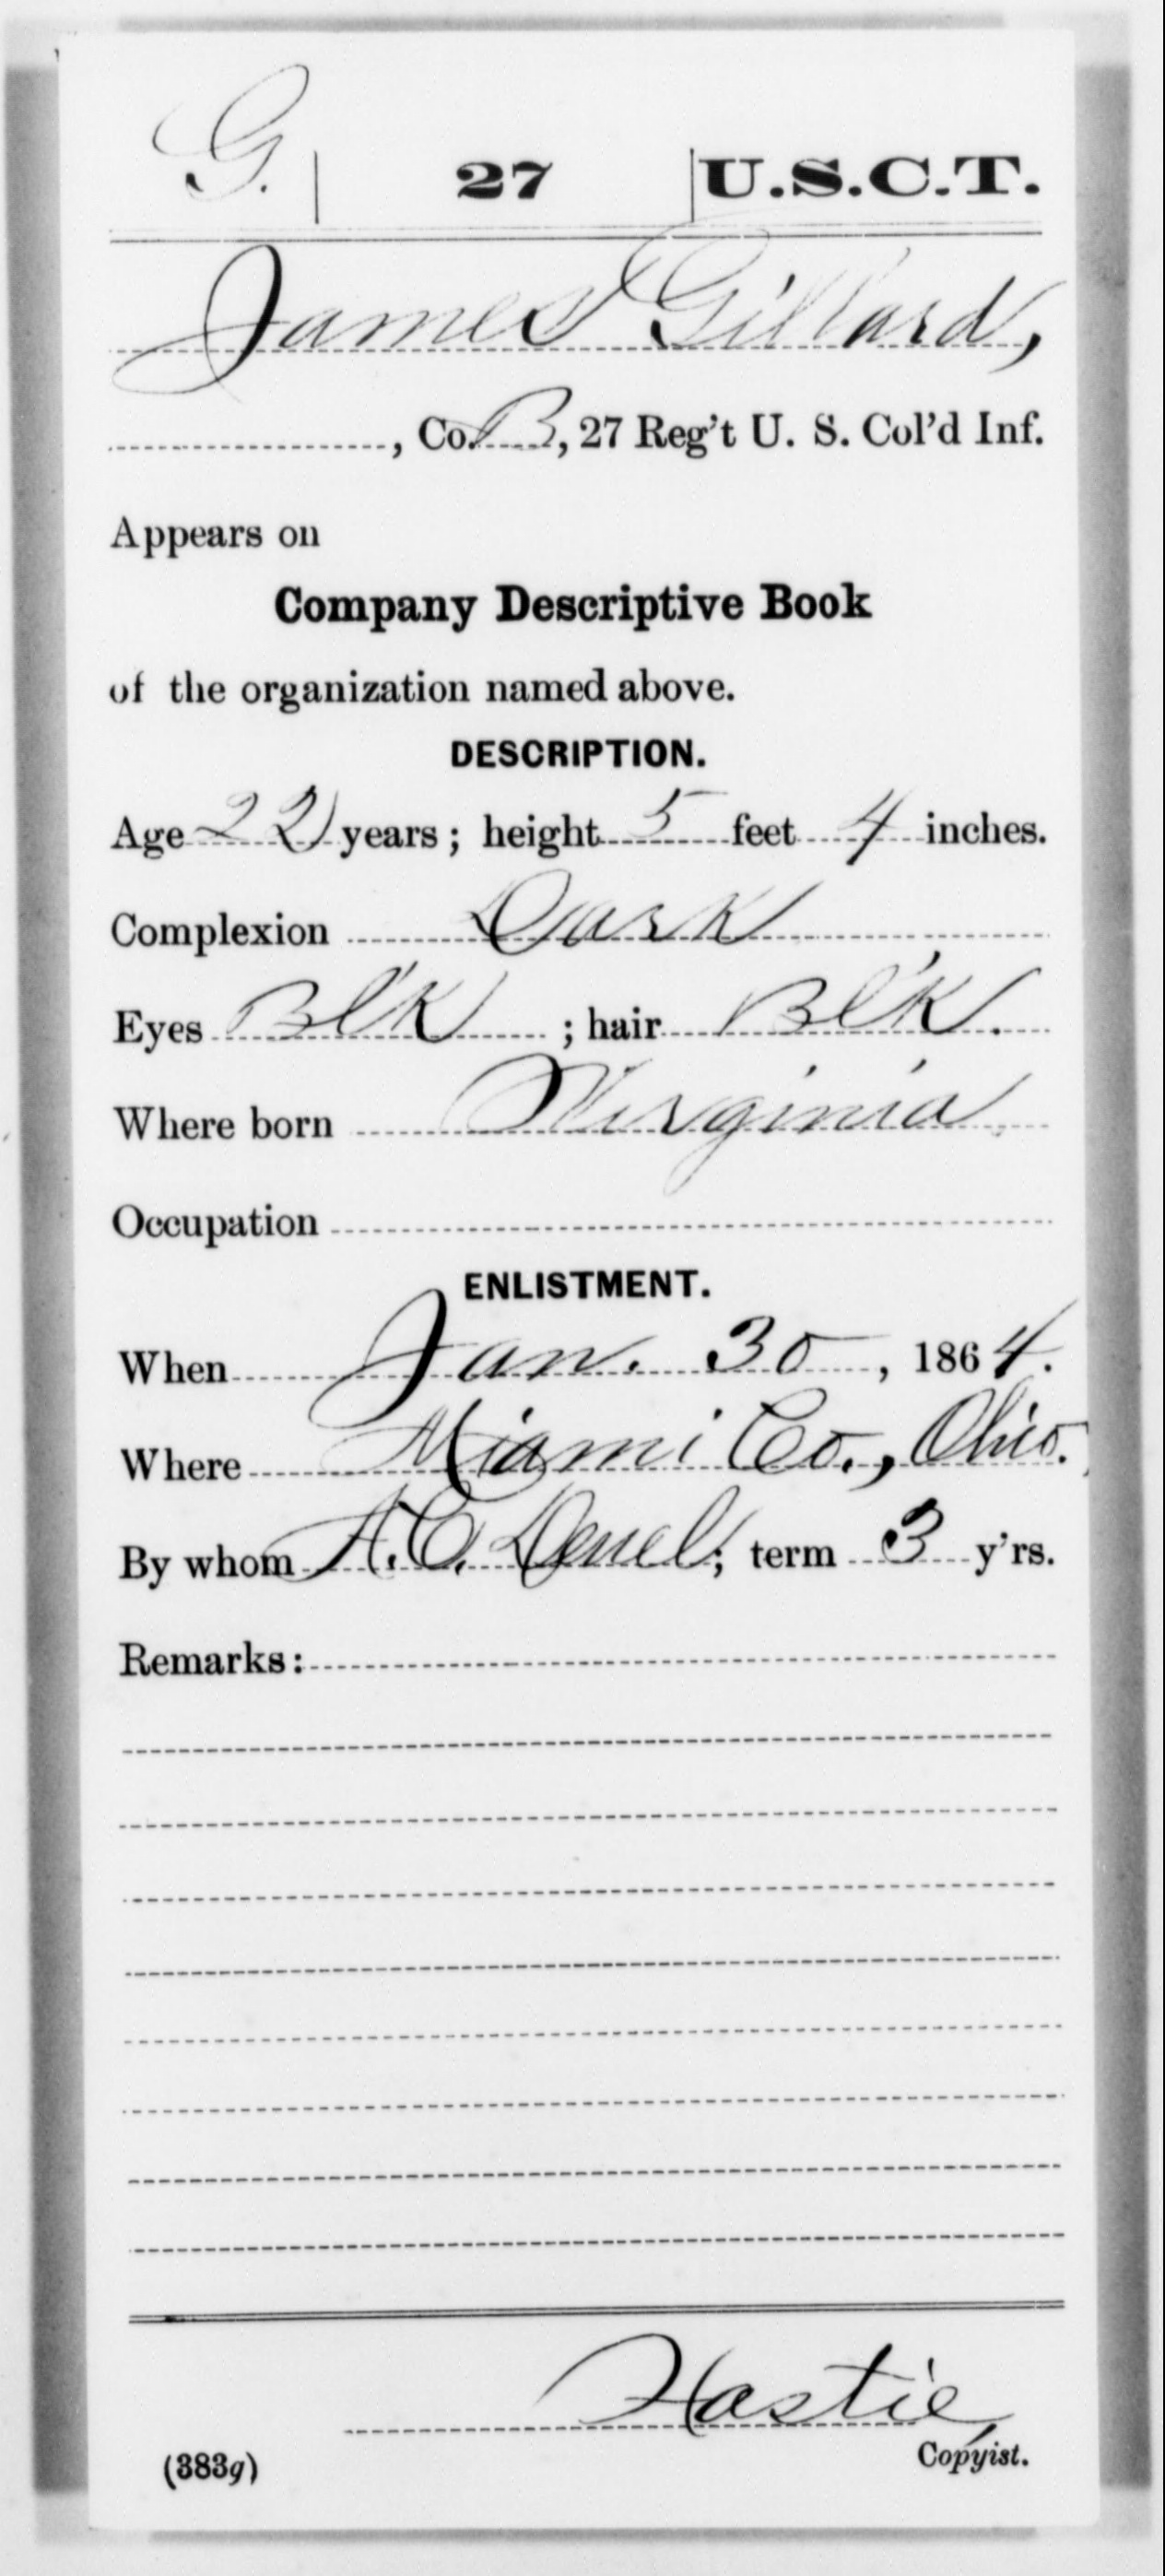 G. | 27 | U.S.C.T.
James Gillard,
, Co. B, 27 Reg't U. S. Col'd Inf.
Appears on
Company Descriptive Book
of the organization named above.
DESCRIPTION.
Age 22 years; height 5 feet 4 inches.
Complexion Dark
Eyes Bl'k ; hair Bl'k.
Where born Virginia
Occupation
ENLISTMENT.
When Jan. 30, 1864.
Where Miami Co., Ohio.
By whom A.C. Deuel; term 3 y'rs.
Remarks:
Hastie
(383g) Copyist.